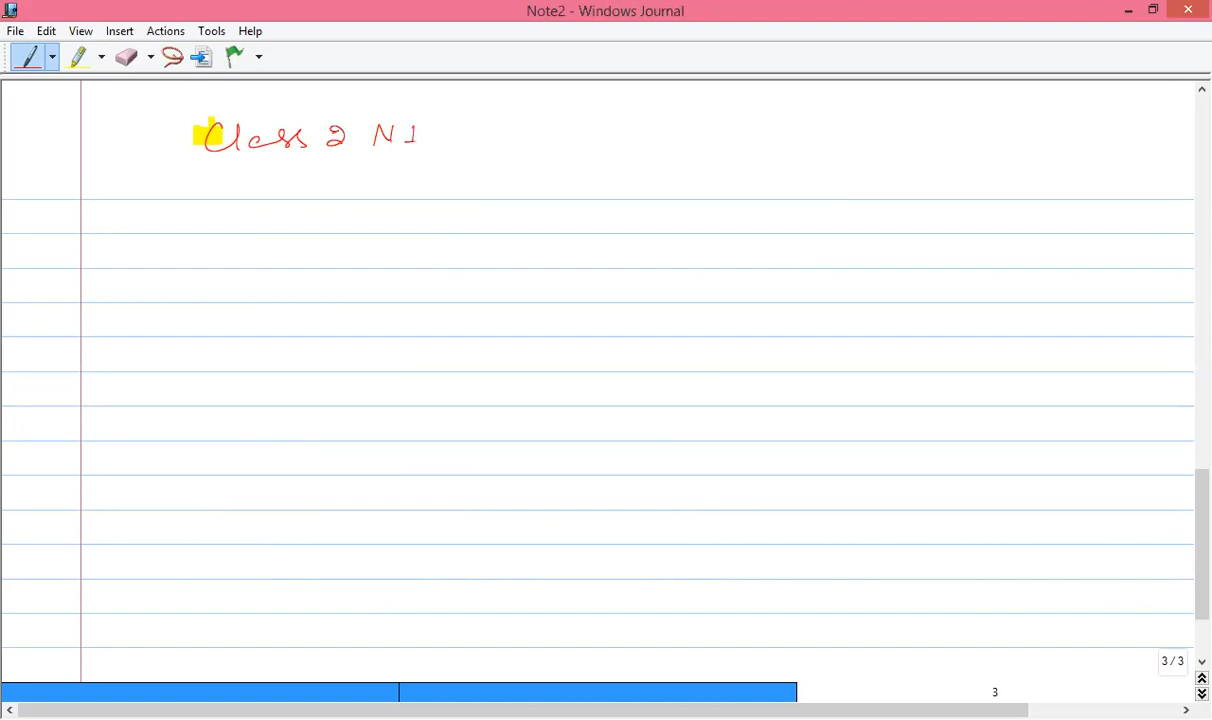 Note2 - Windows Journal
File Edit View Insert Actions Tools Help
Class 2 N1
3 / 3
3